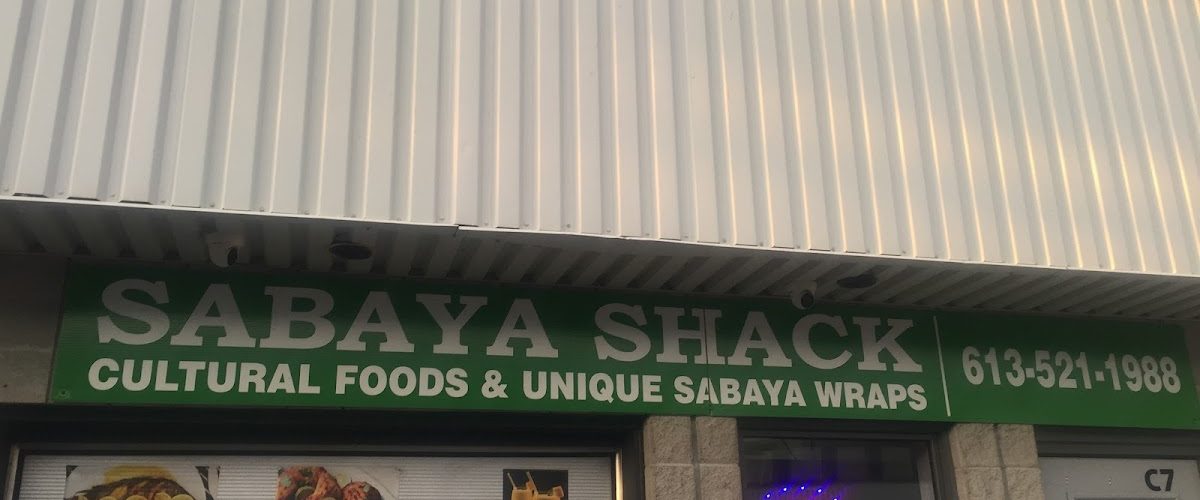 SABAYA SHACK
CULTURAL FOODS & UNIQUE SABAYA WRAPS
613-521-1988
C7